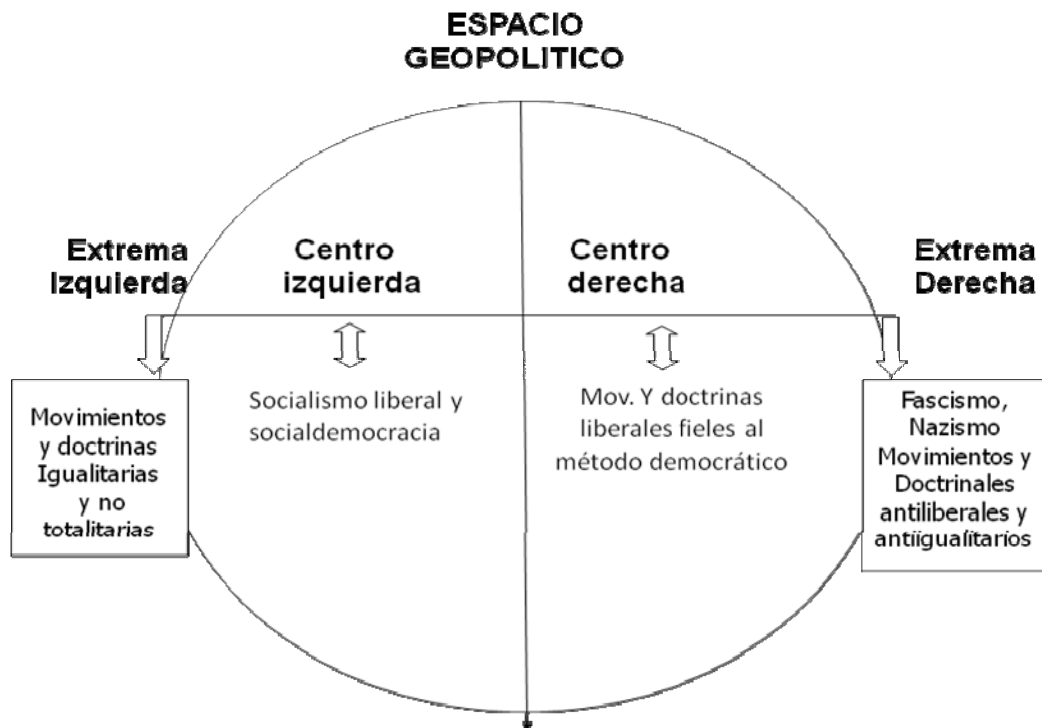 ESPACIO
GEOPOLITICO
Extrema
Izquierda
Centro
izquierda
Centro
derecha
Extrema
Derecha
Movimientos
y doctrinas
Igualitarias
y no
totalitarias
Socialismo liberal y
socialdemocracia
Mov. Y doctrinas
liberales fieles al
método democrático
Fascismo,
Nazismo
Movimientos y
Doctrinales
antiliberales y
antiigualitarios